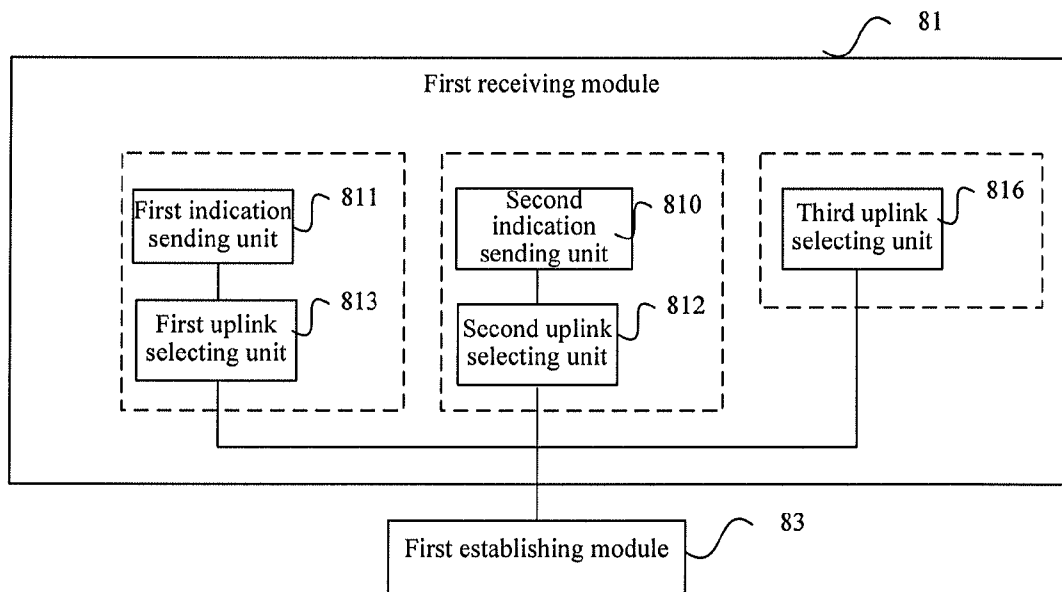 81
First receiving module
First indication
sending unit
811
Second
indication
sending unit
810
Third uplink
selecting unit
816
First uplink
selecting unit
813
Second uplink
selecting unit
812
First establishing module
83